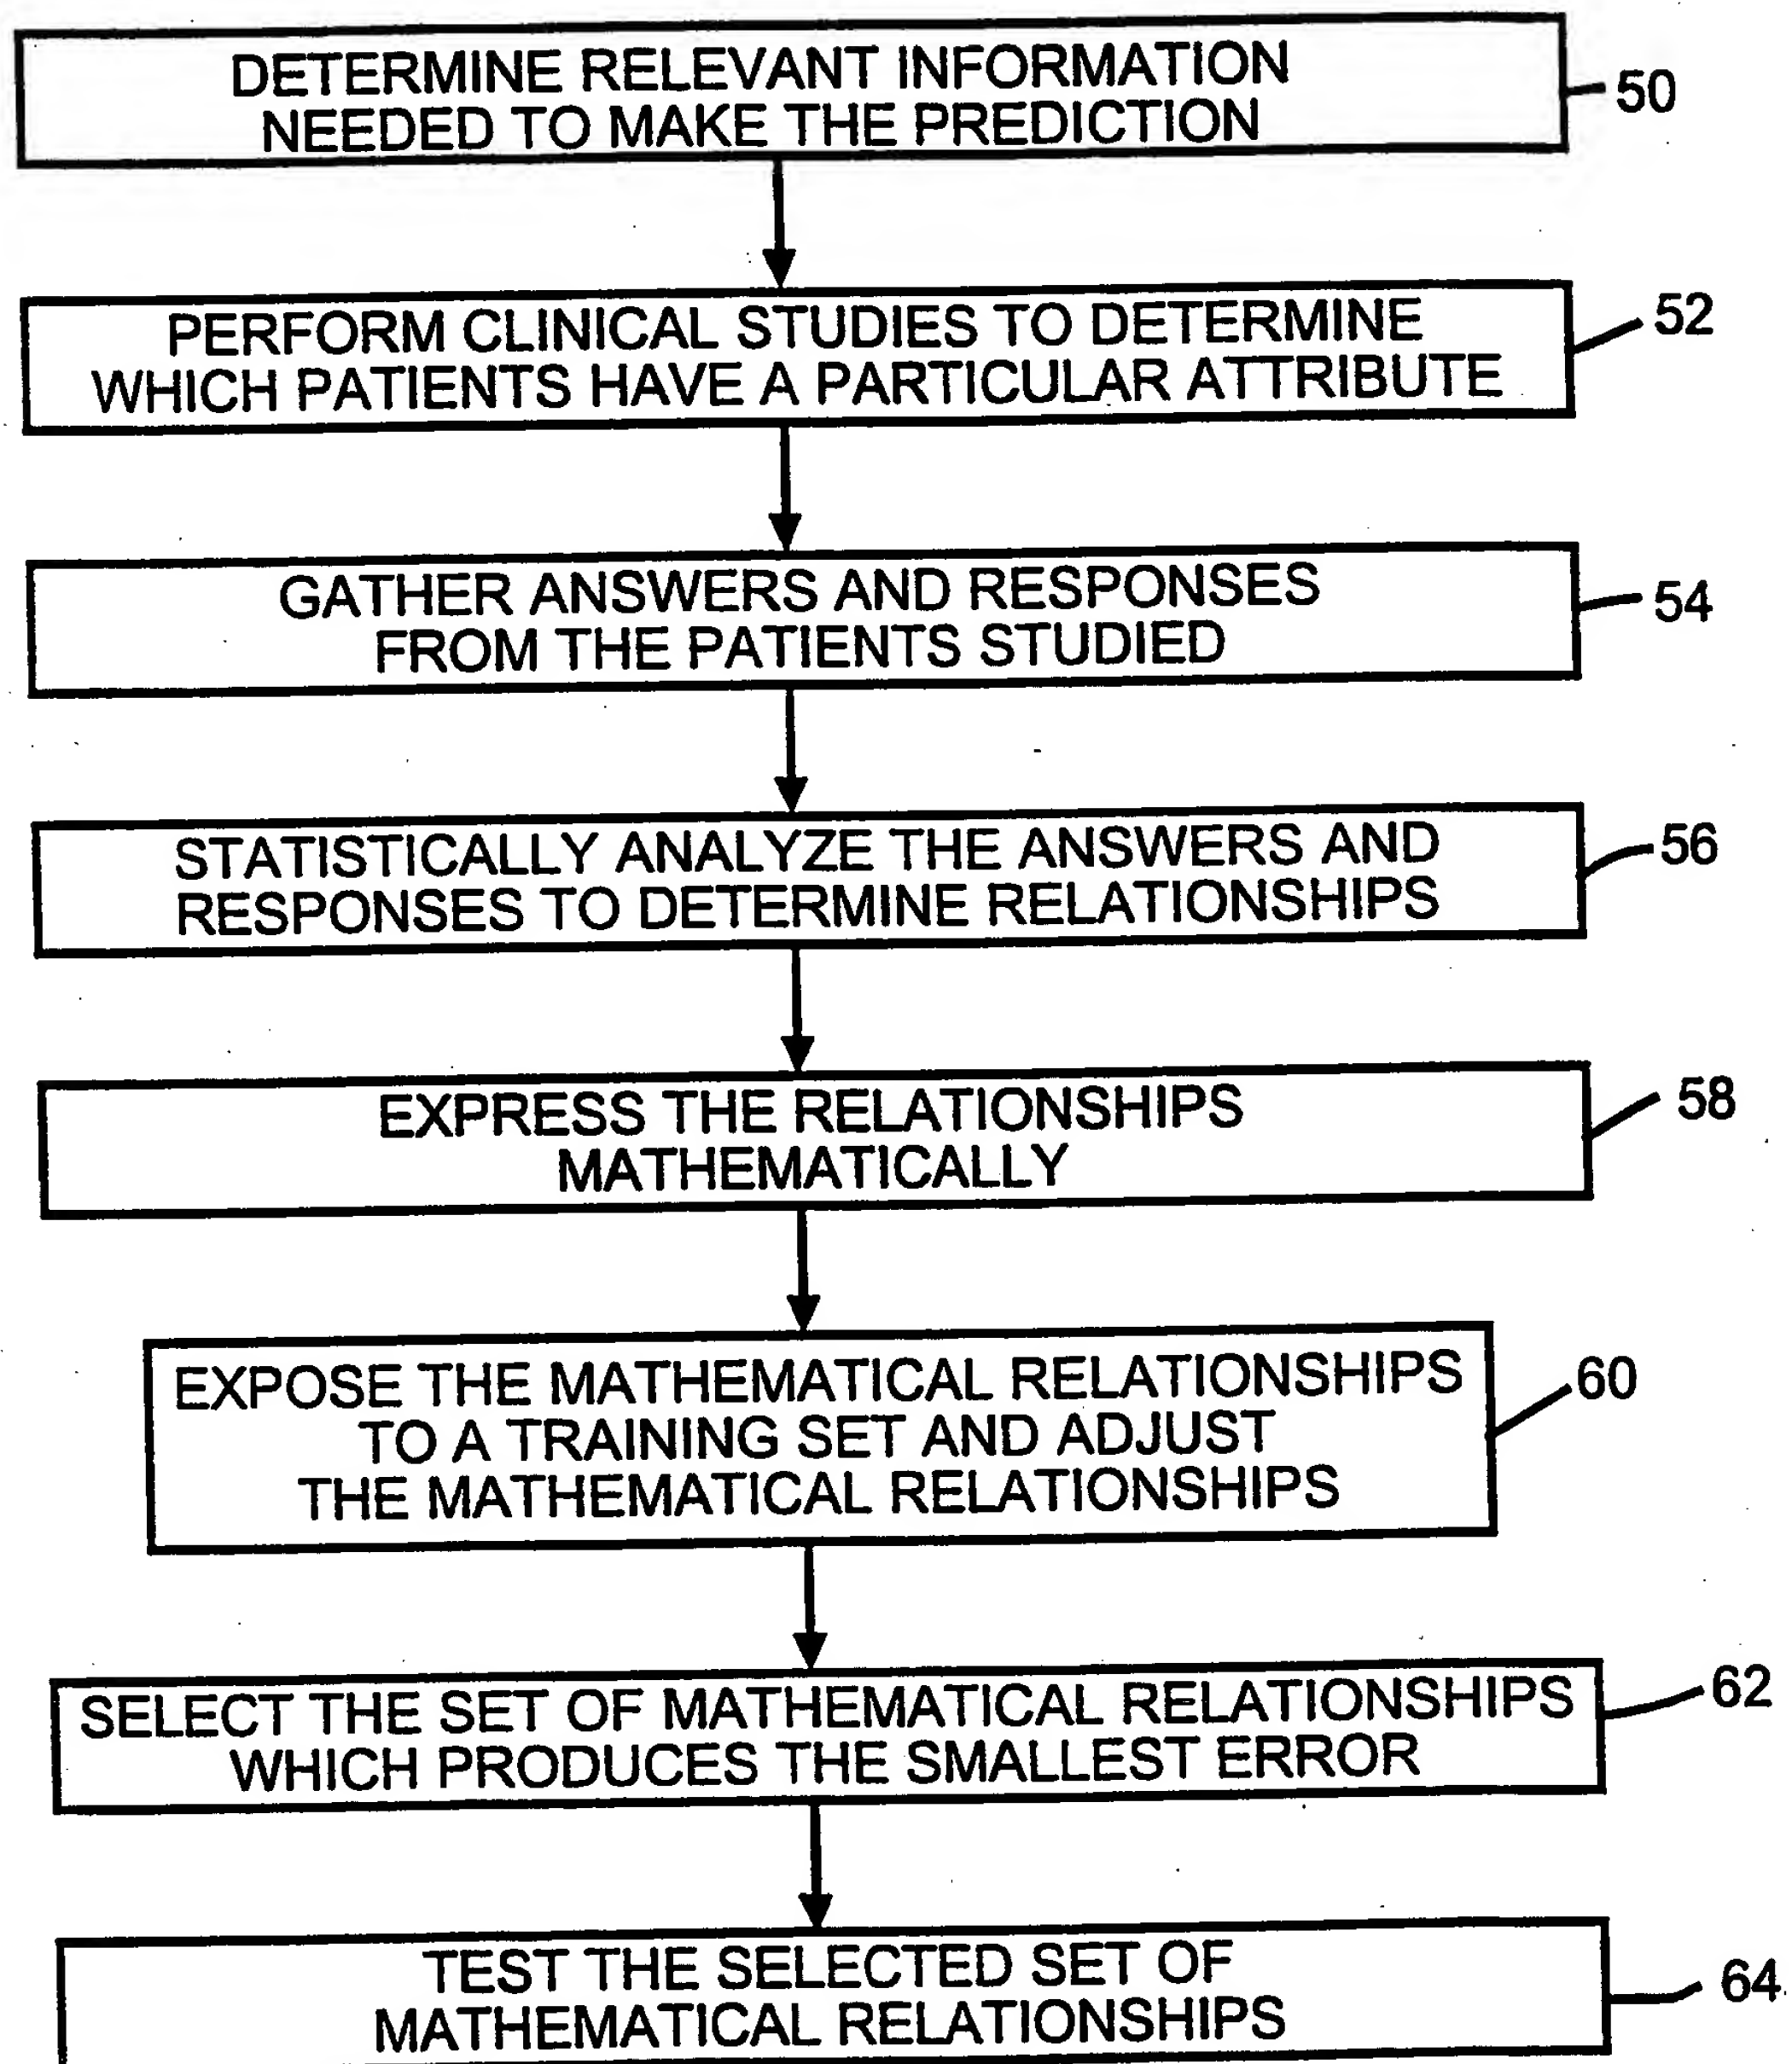 DETERMINE RELEVANT INFORMATION
NEEDED TO MAKE THE PREDICTION
50
PERFORM CLINICAL STUDIES TO DETERMINE
WHICH PATIENTS HAVE A PARTICULAR ATTRIBUTE
52
GATHER ANSWERS AND RESPONSES
FROM THE PATIENTS STUDIED
54
STATISTICALLY ANALYZE THE ANSWERS AND
RESPONSES TO DETERMINE RELATIONSHIPS
56
EXPRESS THE RELATIONSHIPS
MATHEMATICALLY
58
EXPOSE THE MATHEMATICAL RELATIONSHIPS
TO A TRAINING SET AND ADJUST
THE MATHEMATICAL RELATIONSHIPS
60
SELECT THE SET OF MATHEMATICAL RELATIONSHIPS
WHICH PRODUCES THE SMALLEST ERROR
62
TEST THE SELECTED SET OF
MATHEMATICAL RELATIONSHIPS
64